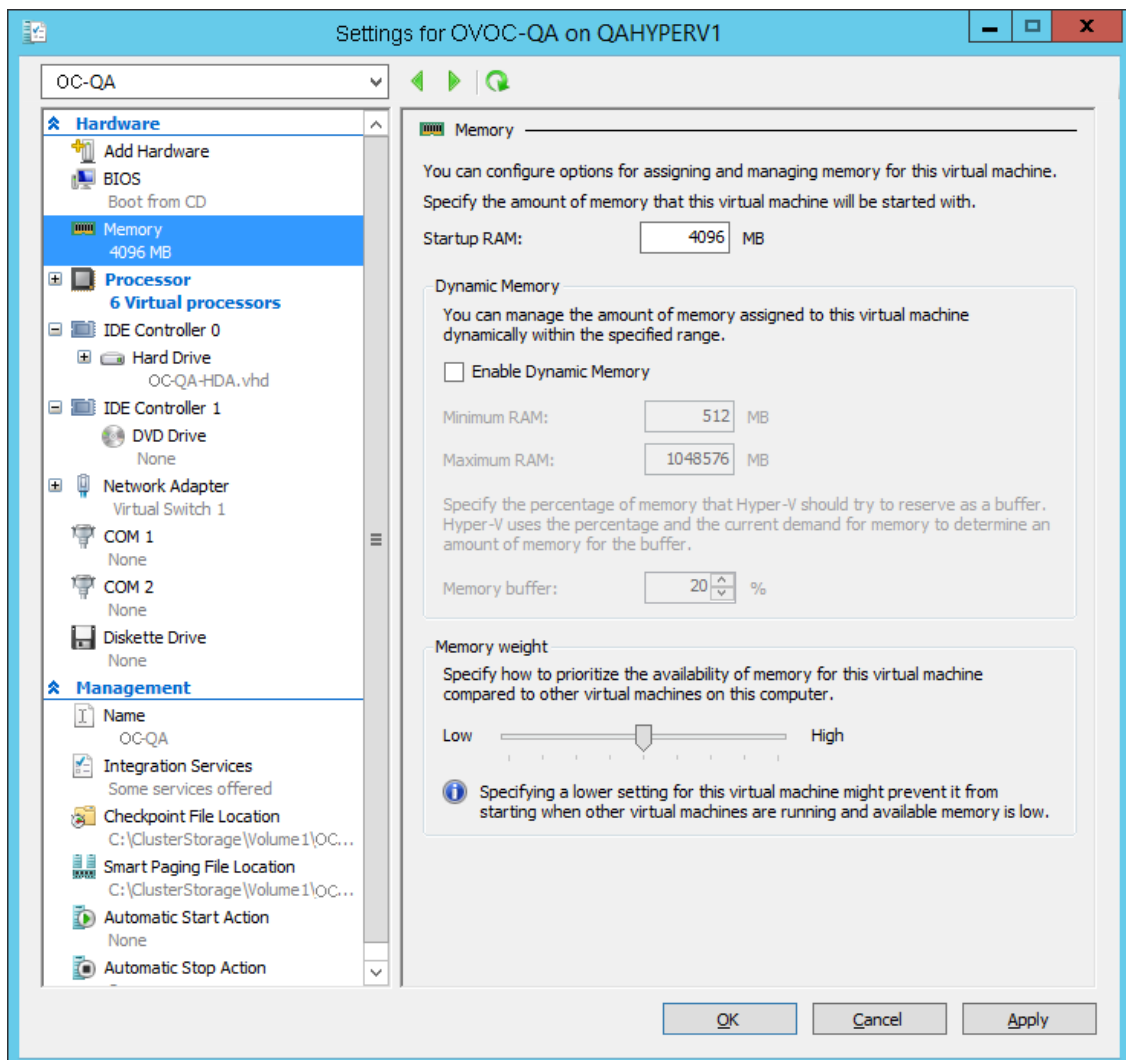 Settings for OVOC-QA on QAHYPERV1
OC-QA
Hardware
Add Hardware
BIOS
Boot from CD
Memory
4096 MB
Processor
6 Virtual processors
IDE Controller 0
Hard Drive
OC-QA-HDA.vhd
IDE Controller 1
DVD Drive
None
Network Adapter
Virtual Switch 1
COM 1
None
COM 2
None
Diskette Drive
None
Management
Name
OC-QA
Integration Services
Some services offered
Checkpoint File Location
C:\ClusterStorage\Volume1\OC...
Smart Paging File Location
C:\ClusterStorage\Volume1\OC...
Automatic Start Action
None
Automatic Stop Action
Memory
You can configure options for assigning and managing memory for this virtual machine.
Specify the amount of memory that this virtual machine will be started with.
Startup RAM: 4096 MB
Dynamic Memory
You can manage the amount of memory assigned to this virtual machine
dynamically within the specified range.
Enable Dynamic Memory
Minimum RAM: 512 MB
Maximum RAM: 1048576 MB
Specify the percentage of memory that Hyper-V should try to reserve as a buffer.
Hyper-V uses the percentage and the current demand for memory to determine an
amount of memory for the buffer.
Memory buffer: 20 %
Memory weight
Specify how to prioritize the availability of memory for this virtual machine
compared to other virtual machines on this computer.
Low High
Specifying a lower setting for this virtual machine might prevent it from
starting when other virtual machines are running and available memory is low.
OK Cancel Apply